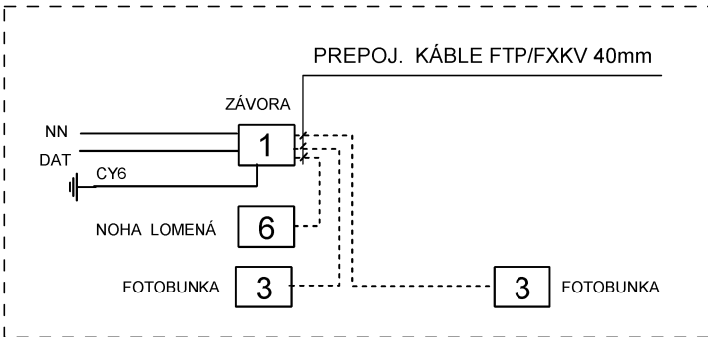 PREPOJ. KÁBLE FTP/FXKV 40mm
ZÁVORA
NN
1
DAT
CY6
NOHA LOMENÁ
6
FOTOBUNKA
3
3
FOTOBUNKA